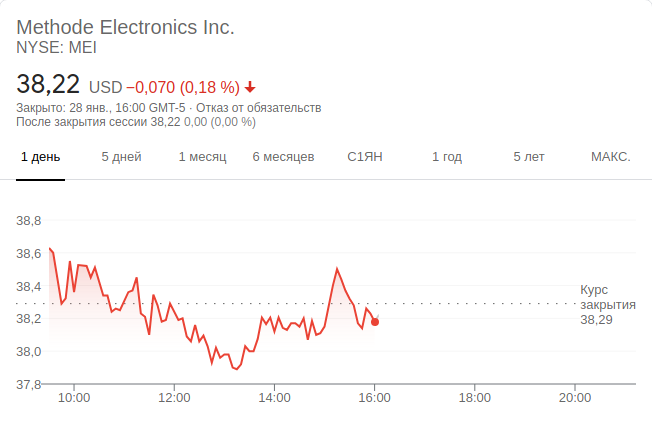 Methode Electronics Inc.
NYSE: MEI
38,22 USD −0,070 (0,18 %)
Закрыто: 28 янв., 16:00 GMT-5 · Отказ от обязательств
После закрытия сессии 38,22 0,00 (0,00 %)
1 день 5 дней 1 месяц 6 месяцев С1ЯН 1 год 5 лет МАКС.
38,8
38,6
38,4
38,2
38,0
37,8
Курс
закрытия
38,29
10:00 12:00 14:00 16:00 18:00 20:00